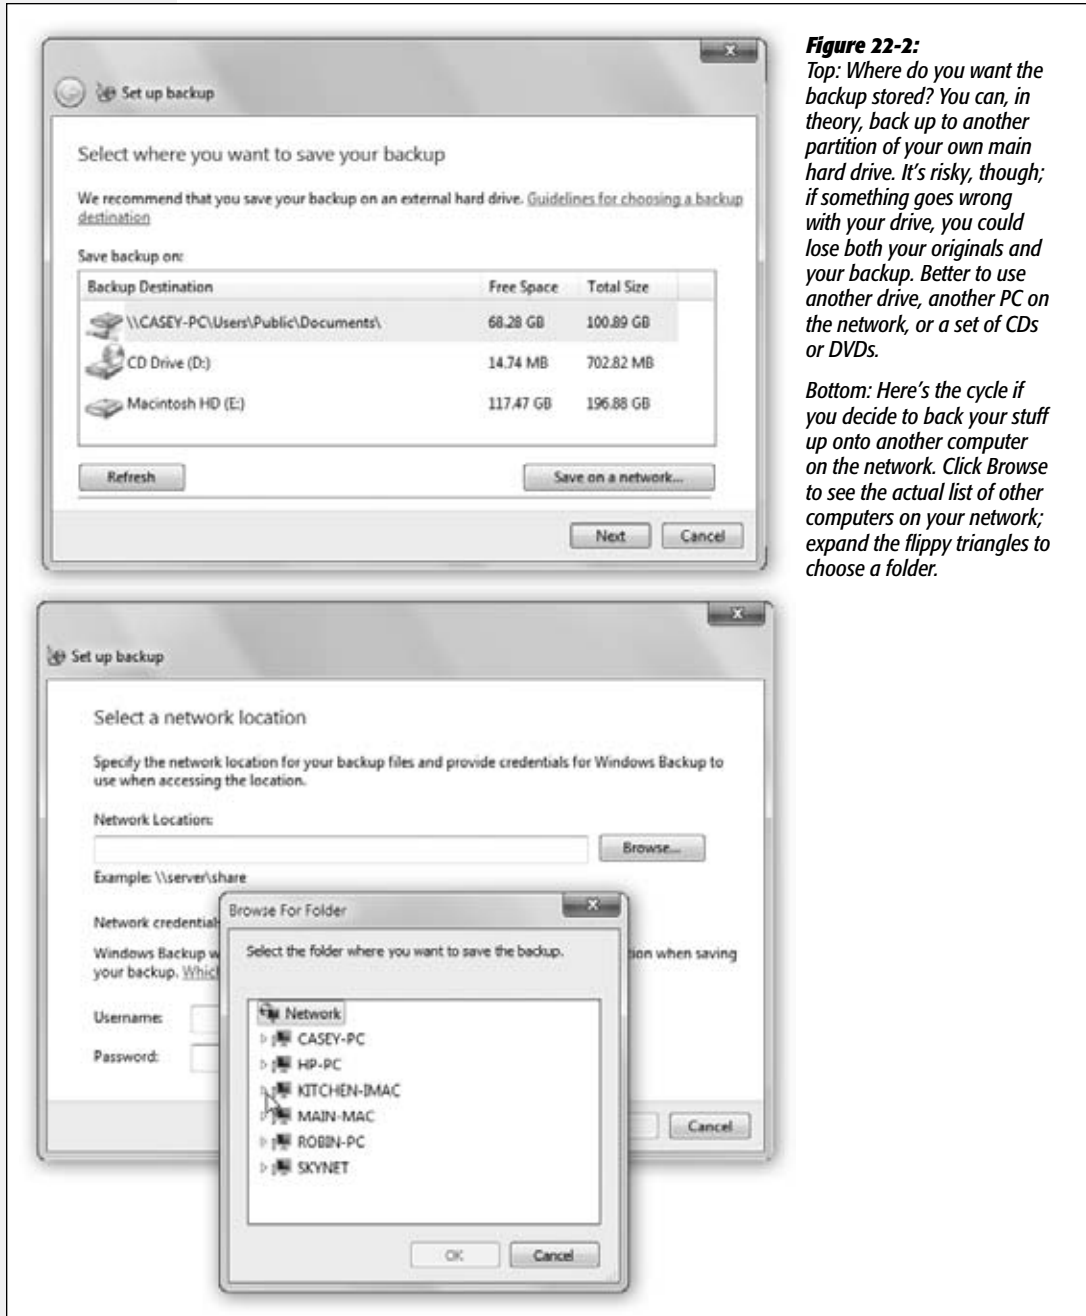 Set up backup
Select where you want to save your backup
We recommend that you save your backup on an external hard drive. Guidelines for choosing a backup
destination
Save backup on:
Backup Destination Free Space Total Size
\\CASEY-PC\Users\Public\Documents\ 68.28 GB 100.89 GB
CD Drive (D:) 14.74 MB 702.82 MB
Macintosh HD (E:) 117.47 GB 196.88 GB
Refresh Save on a network...
Next Cancel
Figure 22-2:
Top: Where do you want the
backup stored? You can, in
theory, back up to another
partition of your own main
hard drive. It's risky, though;
if something goes wrong
with your drive, you could
lose both your originals and
your backup. Better to use
another drive, another PC on
the network, or a set of CDs
or DVDs.
Bottom: Here's the cycle if
you decide to back your stuff
up onto another computer
on the network. Click Browse
to see the actual list of other
computers on your network;
expand the flippy triangles to
choose a folder.
Set up backup
Select a network location
Specify the network location for your backup files and provide credentials for Windows Backup to
use when accessing the location.
Network Location:
Browse...
Example: \\server\share
Network credential
Windows Backup w
your backup. Whic
ion when saving
Username:
Password:
Cancel
Browse For Folder
Select the folder where you want to save the backup.
Network
CASEY-PC
HP-PC
KITCHEN-IMAC
MAIN-MAC
ROBIN-PC
SKYNET
OK Cancel